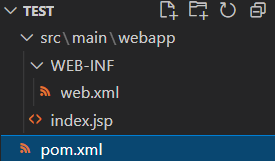 TEST
src\main\webapp
WEB-INF
web.xml
index.jsp
pom.xml